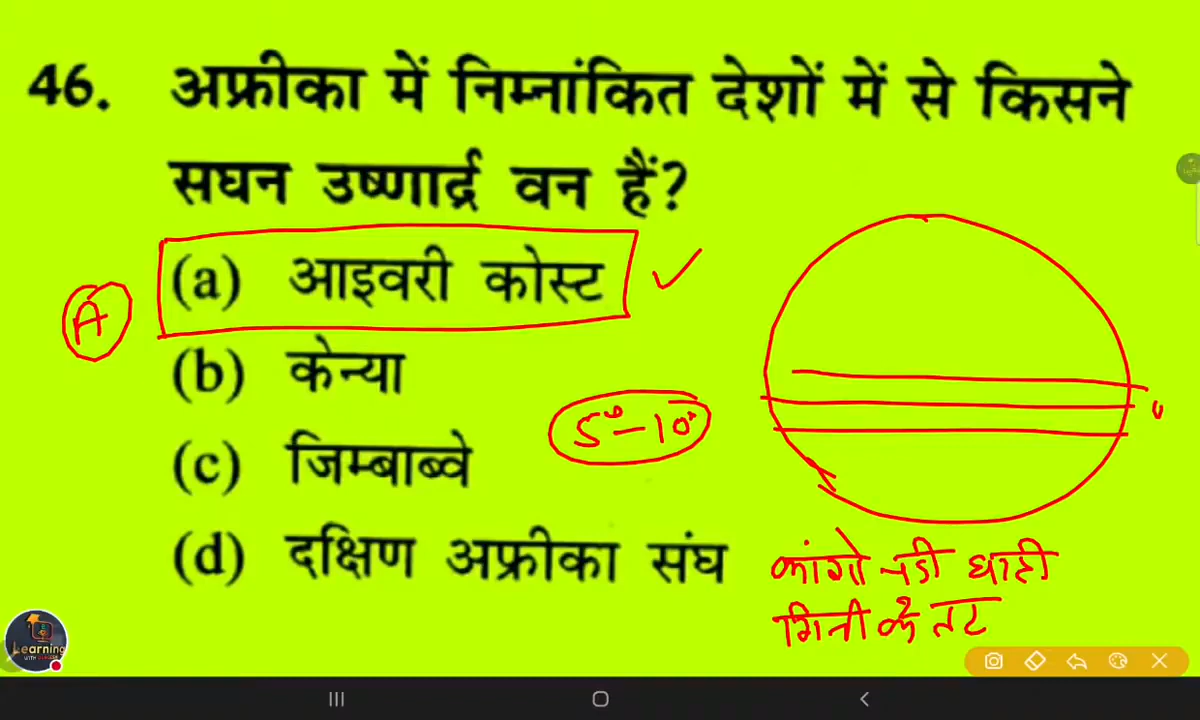 46. अफ्रीका में निम्नांकित देशों में से किसने
सघन उष्णार्द्र वन हैं?
(a) आइवरी कोस्ट
A
(b) केन्या
5° – 10°
(c) जिम्बाब्वे
(d) दक्षिण अफ्रीका संघ
कांगो नदी घाटी
गिनी के तट
Learning